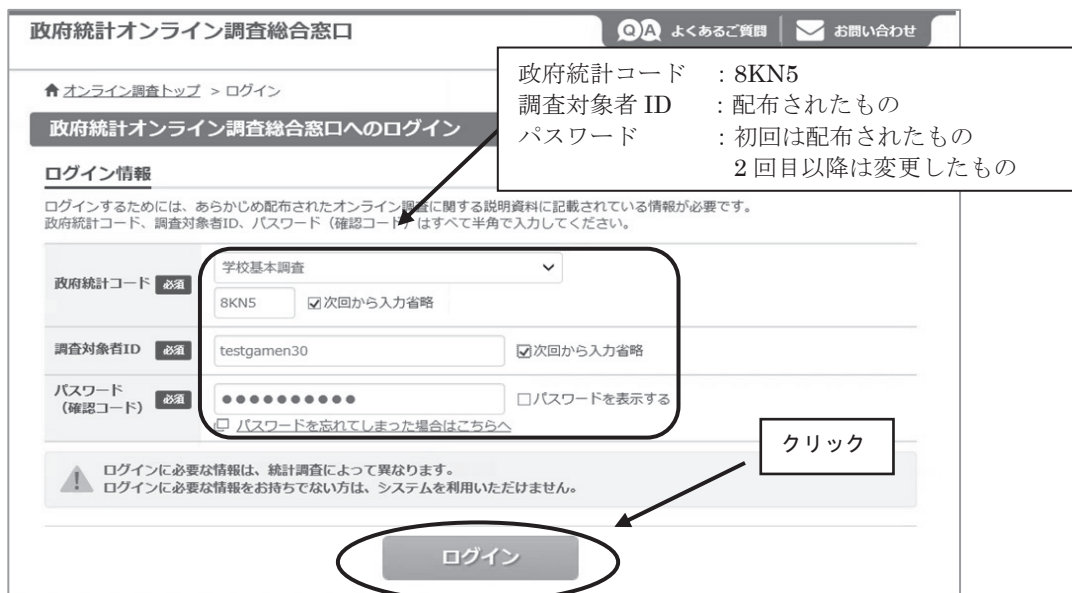 政府統計オンライン調査総合窓口
QA よくあるご質問 お問い合わせ
政府統計コード ：8KN5
調査対象者 ID ：配布されたもの
パスワード ：初回は配布されたもの
2 回目以降は変更したもの
オンライン調査トップ > ログイン
政府統計オンライン調査総合窓口へのログイン
ログイン情報
ログインするためには、あらかじめ配布されたオンライン調査に関する説明資料に記載されている情報が必要です。
政府統計コード、調査対象者ID、パスワード（確認コード）はすべて半角で入力してください。
政府統計コード 必須 学校基本調査
8KN5 次回から入力省略
調査対象者ID 必須 testgamen30 次回から入力省略
パスワード
（確認コード） 必須 ●●●●●●●●●● パスワードを表示する
パスワードを忘れてしまった場合はこちらへ
クリック
ログインに必要な情報は、統計調査によって異なります。
ログインに必要な情報をお持ちでない方は、システムを利用いただけません。
ログイン